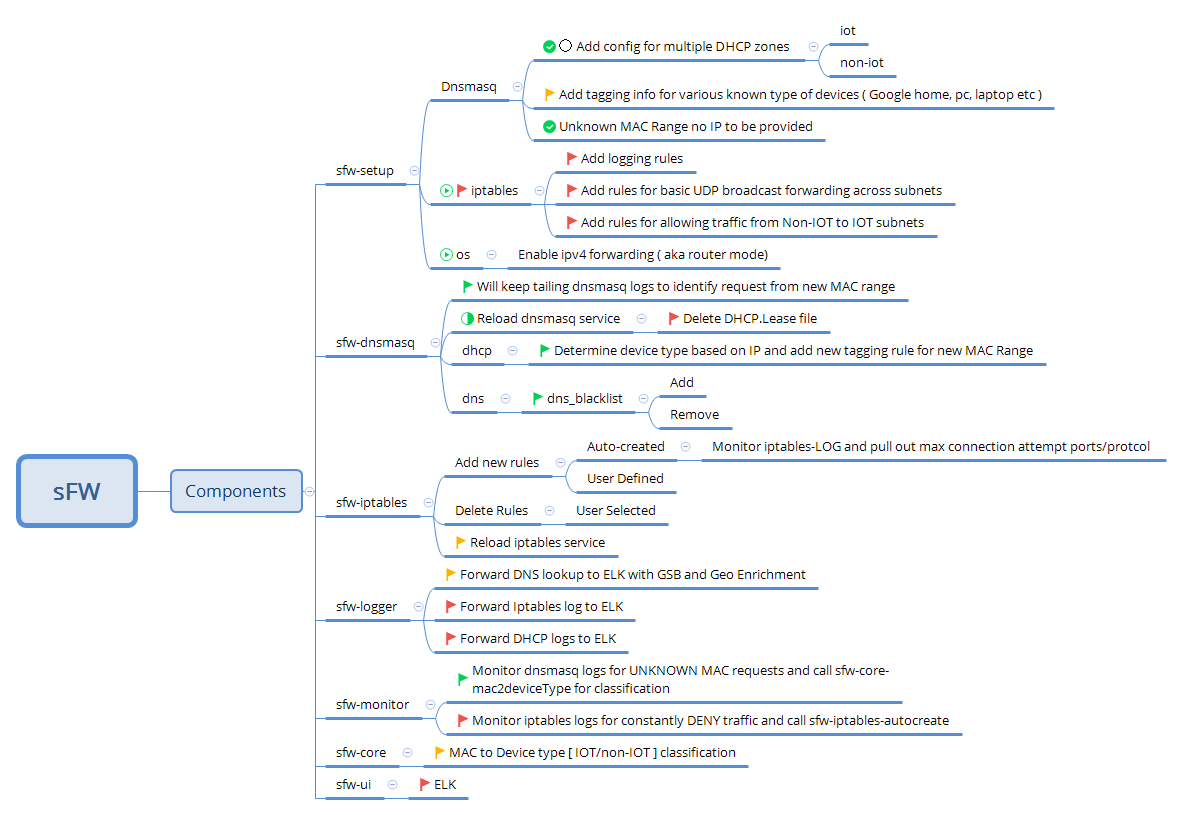 sFW
Components
sfw-setup
Dnsmasq
Add config for multiple DHCP zones
iot
non-iot
Add tagging info for various known type of devices ( Google home, pc, laptop etc )
Unknown MAC Range no IP to be provided
iptables
Add logging rules
Add rules for basic UDP broadcast forwarding across subnets
Add rules for allowing traffic from Non-IOT to IOT subnets
os
Enable ipv4 forwarding ( aka router mode)
sfw-dnsmasq
Will keep tailing dnsmasq logs to identify request from new MAC range
Reload dnsmasq service
Delete DHCP.Lease file
dhcp
Determine device type based on IP and add new tagging rule for new MAC Range
dns
dns_blacklist
Add
Remove
sfw-iptables
Add new rules
Auto-created
Monitor iptables-LOG and pull out max connection attempt ports/protcol
User Defined
Delete Rules
User Selected
Reload iptables service
sfw-logger
Forward DNS lookup to ELK with GSB and Geo Enrichment
Forward Iptables log to ELK
Forward DHCP logs to ELK
sfw-monitor
Monitor dnsmasq logs for UNKNOWN MAC requests and call sfw-core-
mac2deviceType for classification
Monitor iptables logs for constantly DENY traffic and call sfw-iptables-autocreate
sfw-core
MAC to Device type [ IOT/non-IOT ] classification
sfw-ui
ELK